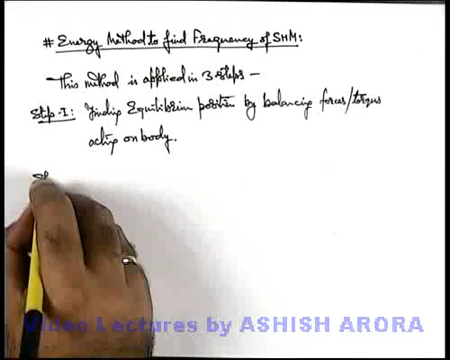 # Energy Method to find Frequency of SHM:
This method is applied in 3 steps —
Step-I: Finding Equilibrium position by balancing forces/torques
acting on body.
St
Video Lectures by ASHISH ARORA